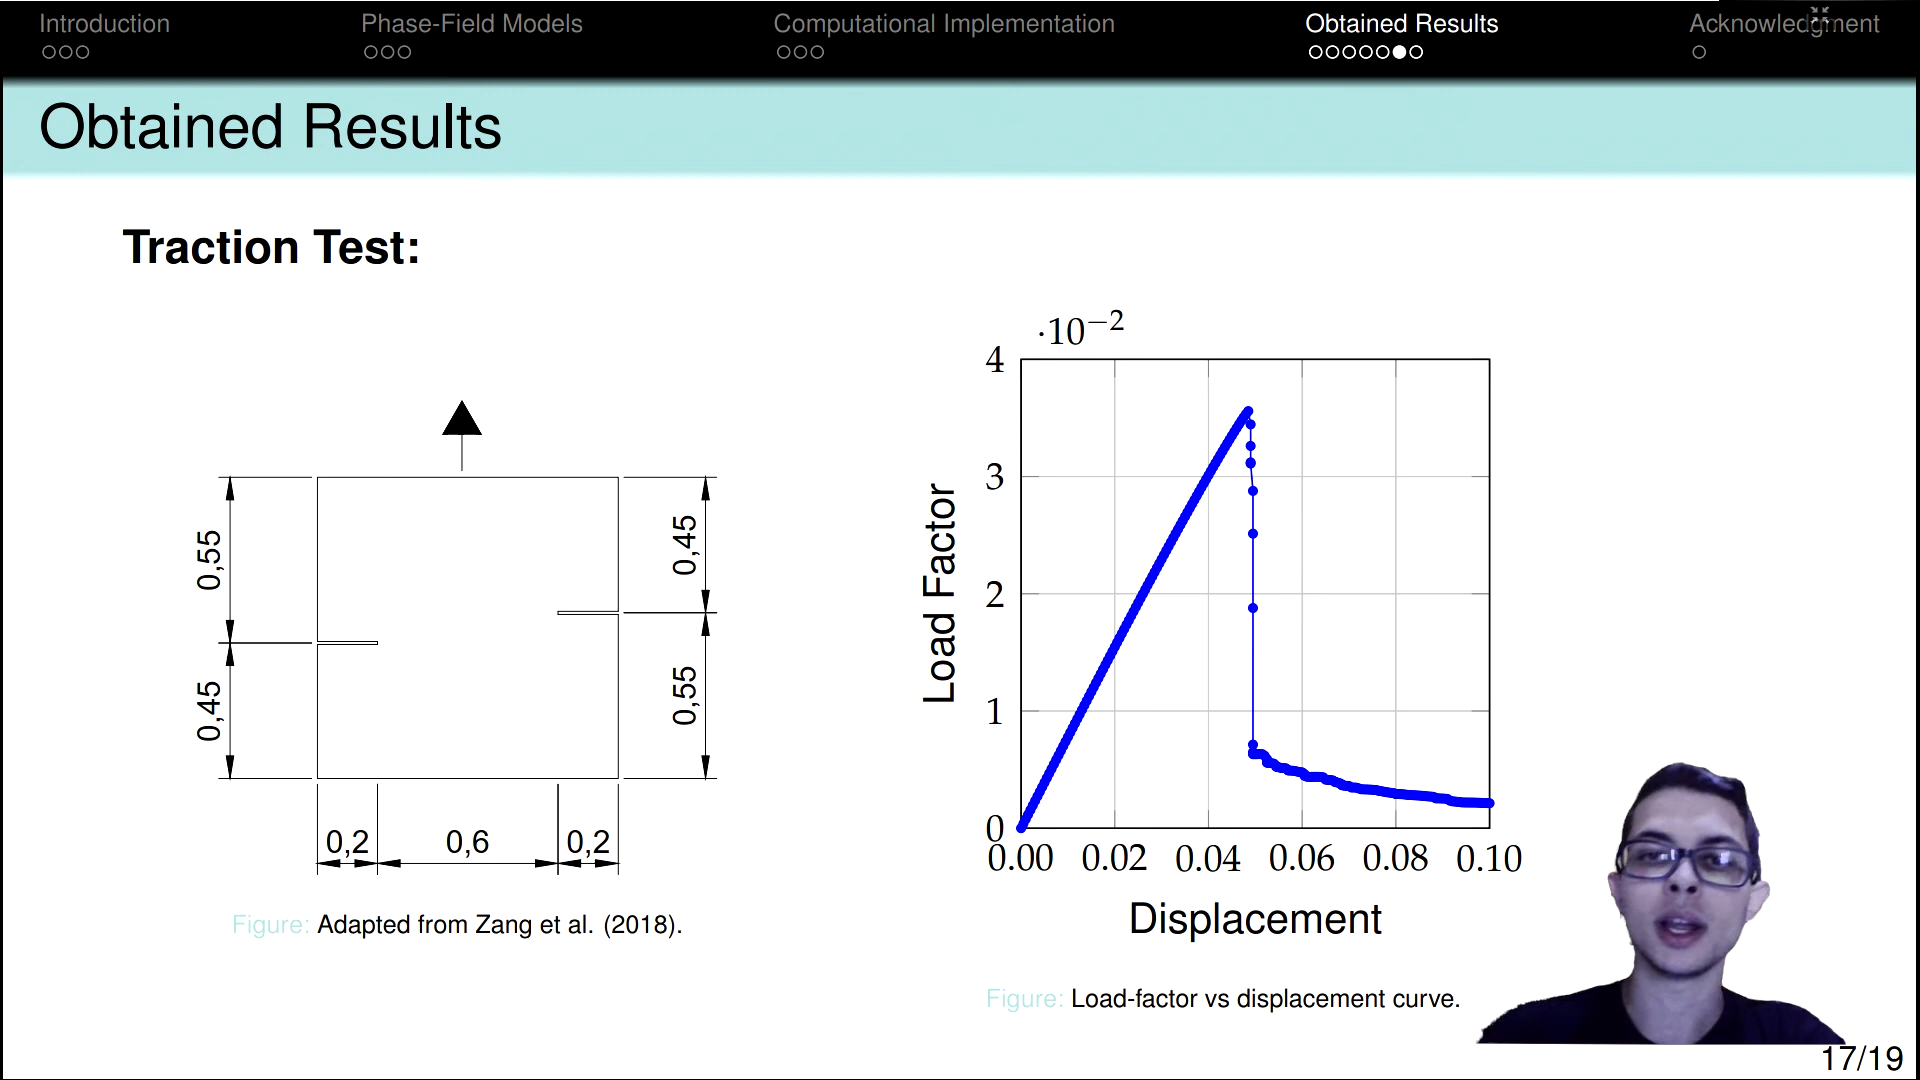 Introduction
Phase-Field Models
Computational Implementation
Obtained Results
Acknowledgment
Obtained Results
Traction Test:
0,55
0,45
0,45
0,55
0,2
0,6
0,2
Figure: Adapted from Zang et al. (2018).
·10⁻²
4
3
2
1
0
Load Factor
0.00 0.02 0.04 0.06 0.08 0.10
Displacement
Figure: Load-factor vs displacement curve.
17/19